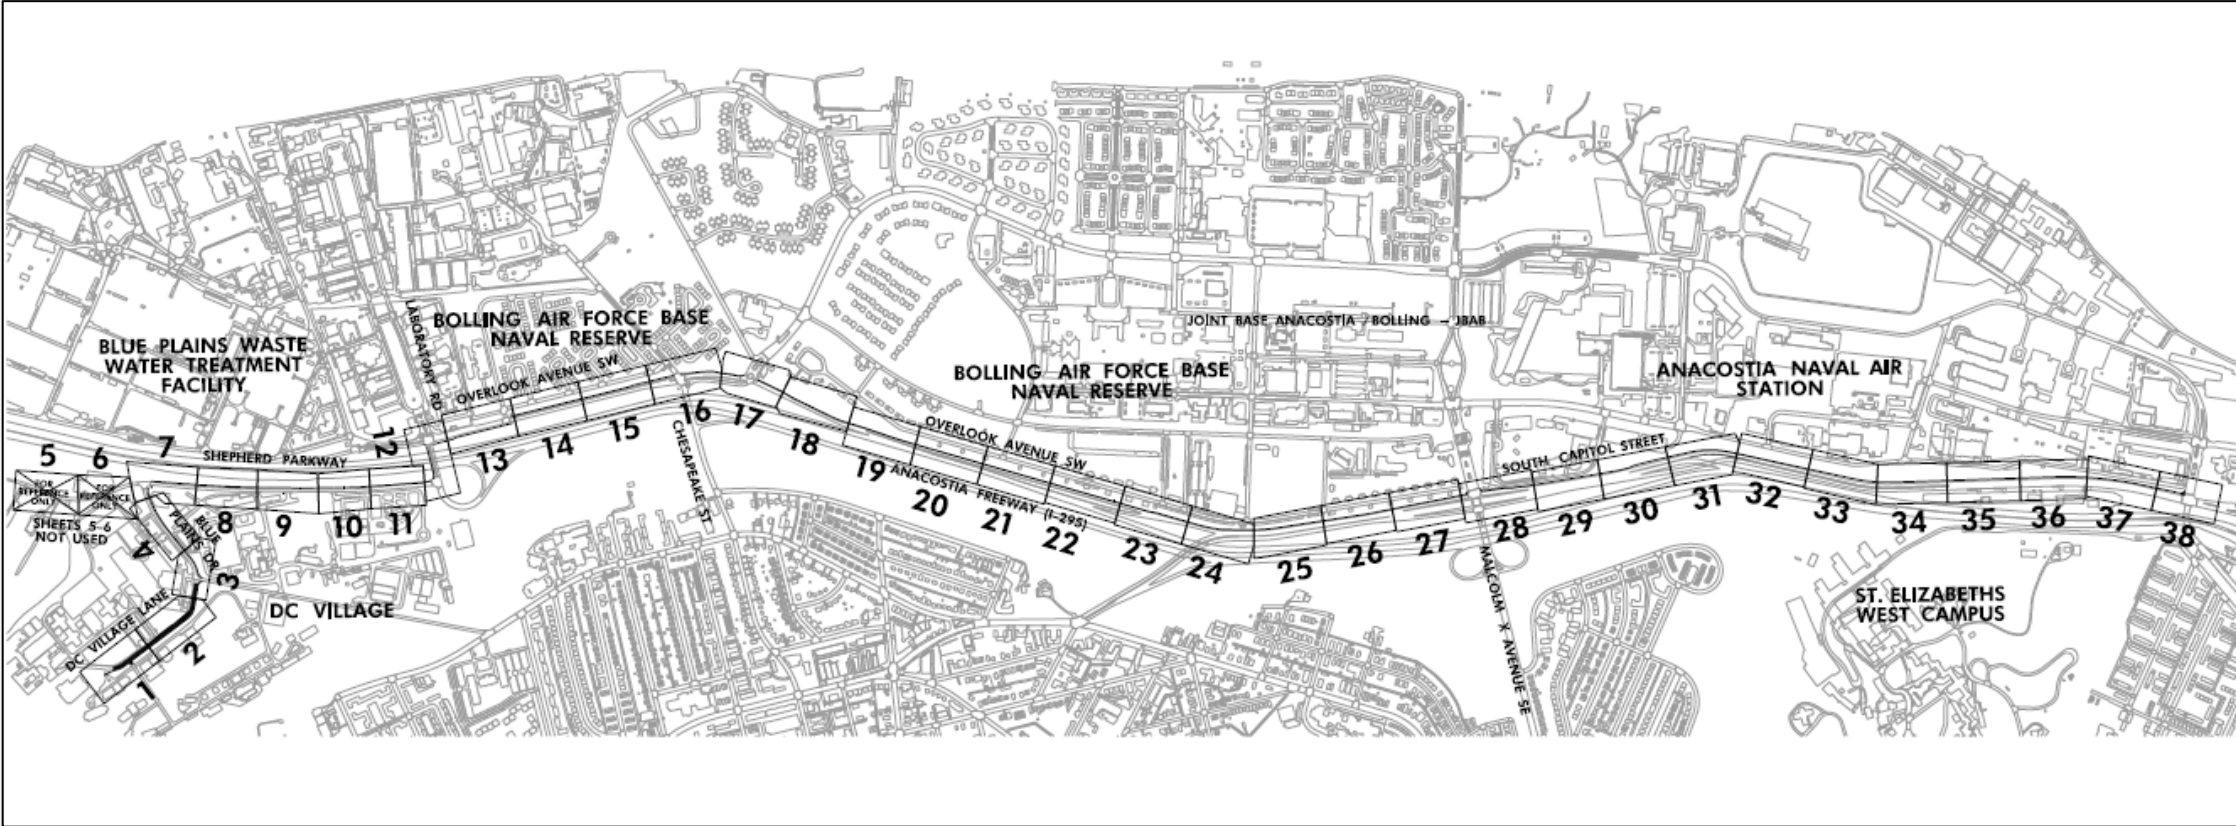 BLUE PLAINS WASTE
WATER TREATMENT
FACILITY
LABORATORY RD
BOLLING AIR FORCE BASE
NAVAL RESERVE
OVERLOOK AVENUE SW
JOINT BASE ANACOSTIA / BOLLING - JBAB
BOLLING AIR FORCE BASE
NAVAL RESERVE
ANACOSTIA NAVAL AIR
STATION
OVERLOOK AVENUE SW
ANACOSTIA FREEWAY (I-295)
SOUTH CAPITOL STREET
SHEPHERD PARKWAY
CHESAPEAKE ST
MALCOLM X AVENUE SE
ST. ELIZABETHS
WEST CAMPUS
FOR
REFERENCE
ONLY
FOR
REFERENCE
ONLY
SHEETS 5-6
NOT USED
BLUE
PLAINS DR
DC VILLAGE LANE
DC VILLAGE
1
2
3
4
5
6
7
8
9
10
11
12
13
14
15
16
17
18
19
20
21
22
23
24
25
26
27
28
29
30
31
32
33
34
35
36
37
38